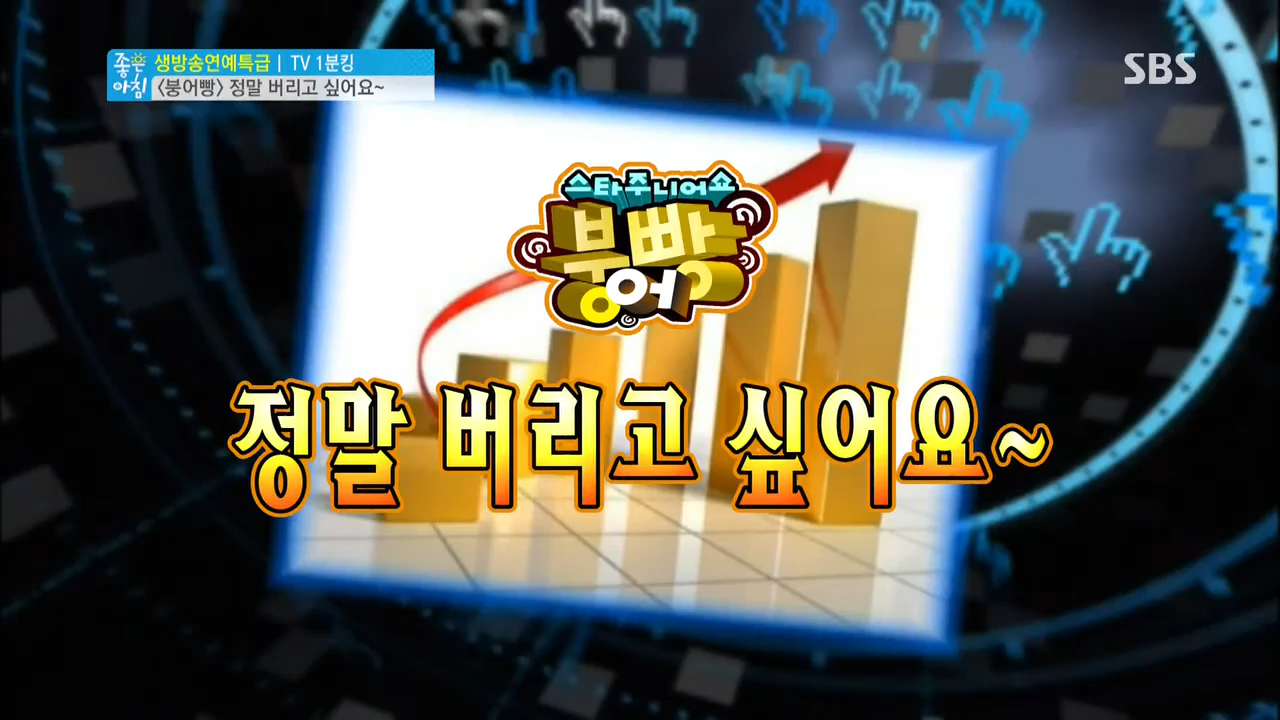 좋은
아침
생방송연예특급 | TV 1분킹
<붕어빵> 정말 버리고 싶어요~
SBS
스타주니어쇼
붕어빵
정말 버리고 싶어요~